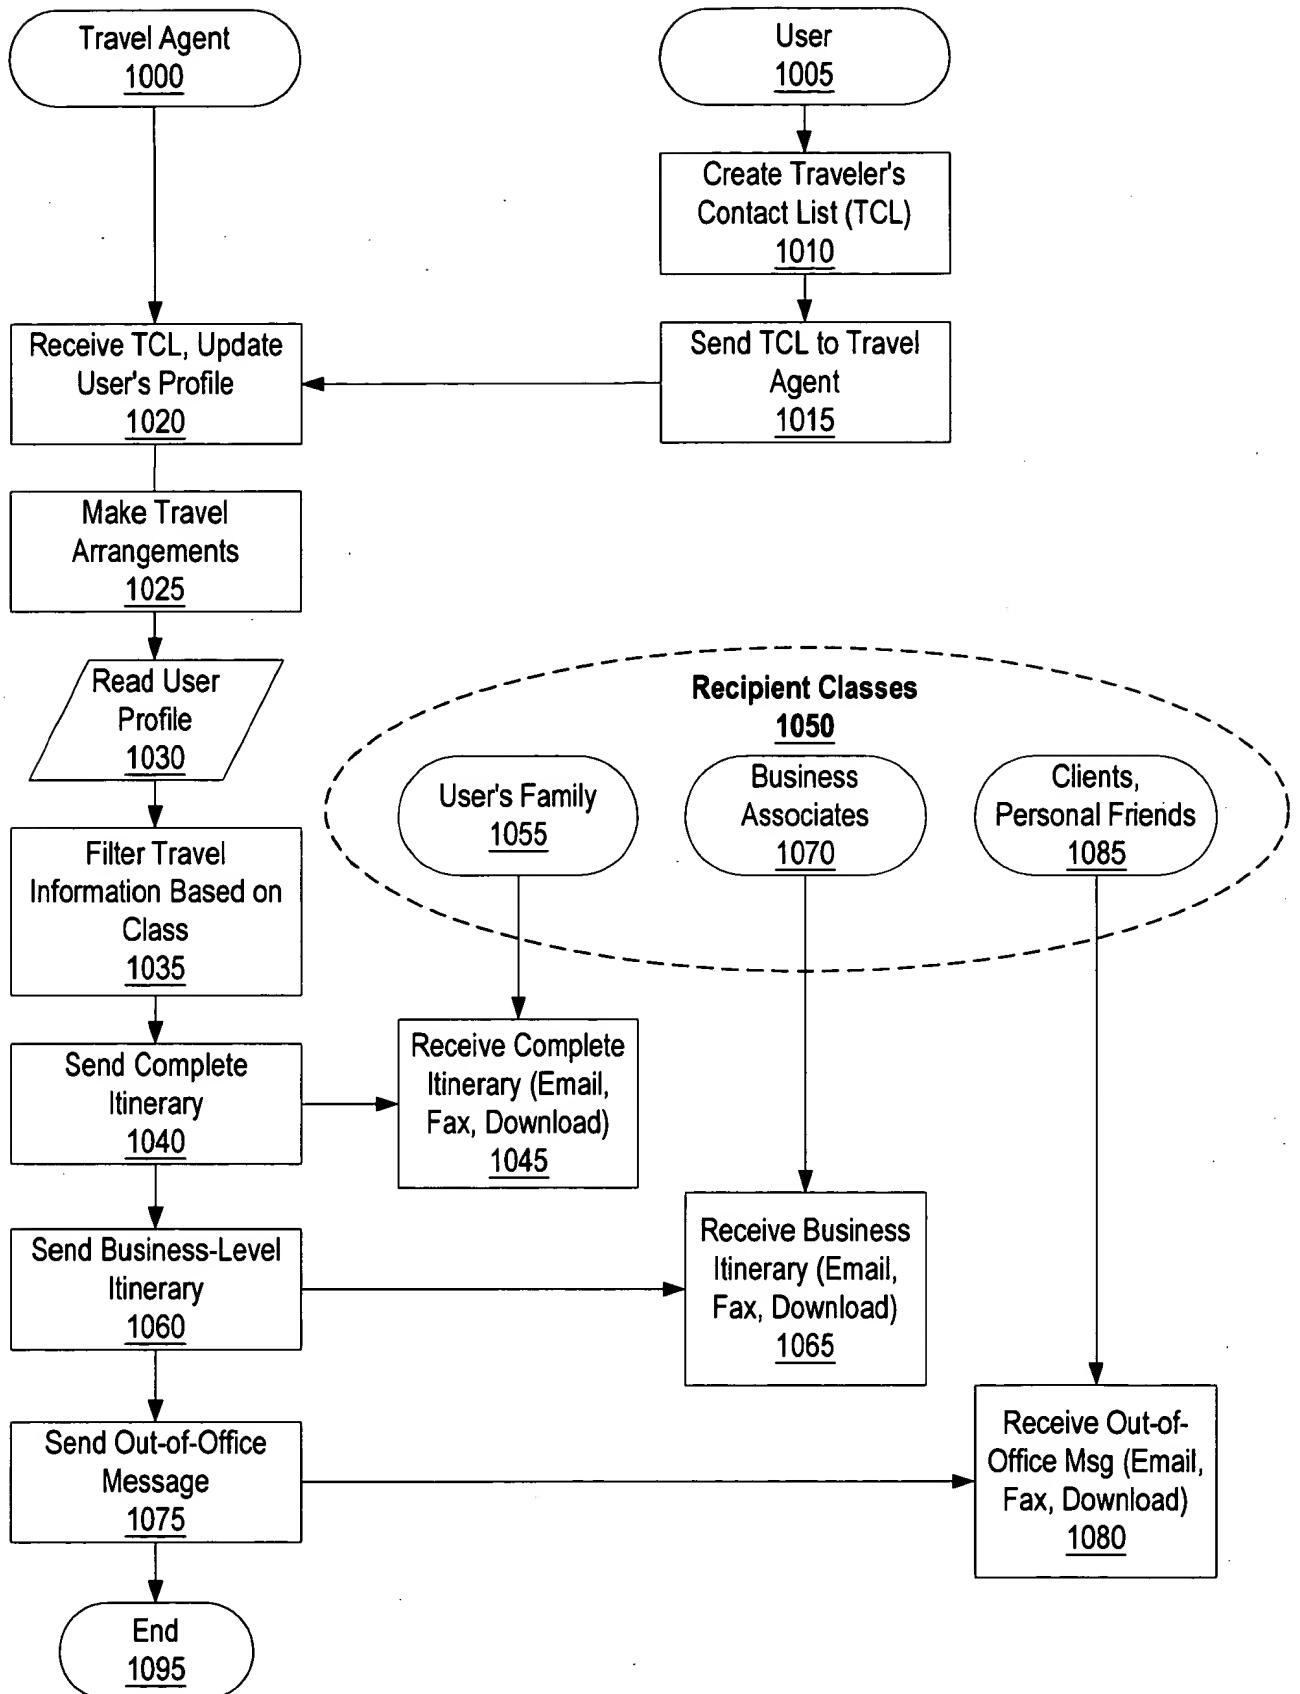 Travel Agent
1000
User
1005
Create Traveler's
Contact List (TCL)
1010
Receive TCL, Update
User's Profile
1020
Send TCL to Travel
Agent
1015
Make Travel
Arrangements
1025
Read User
Profile
1030
Recipient Classes
1050
User's Family
1055
Business
Associates
1070
Clients,
Personal Friends
1085
Filter Travel
Information Based on
Class
1035
Send Complete
Itinerary
1040
Receive Complete
Itinerary (Email,
Fax, Download)
1045
Send Business-Level
Itinerary
1060
Receive Business
Itinerary (Email,
Fax, Download)
1065
Send Out-of-Office
Message
1075
Receive Out-of-
Office Msg (Email,
Fax, Download)
1080
End
1095